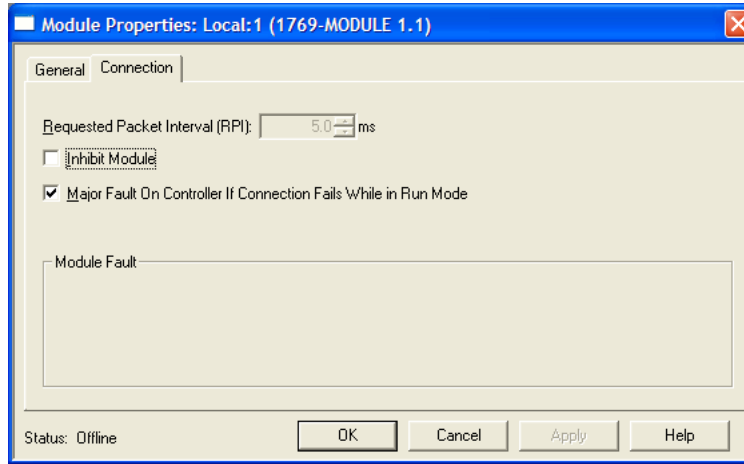 Module Properties: Local:1 (1769-MODULE 1.1)
General Connection
Requested Packet Interval (RPI): 5.0 ms
Inhibit Module
Major Fault On Controller If Connection Fails While in Run Mode
Module Fault
Status: Offline OK Cancel Apply Help